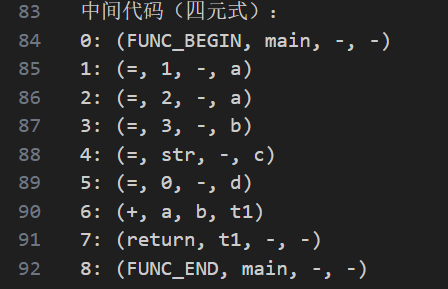 83 中间代码（四元式）：
84 0: (FUNC_BEGIN, main, -, -)
85 1: (=, 1, -, a)
86 2: (=, 2, -, a)
87 3: (=, 3, -, b)
88 4: (=, str, -, c)
89 5: (=, 0, -, d)
90 6: (+, a, b, t1)
91 7: (return, t1, -, -)
92 8: (FUNC_END, main, -, -)